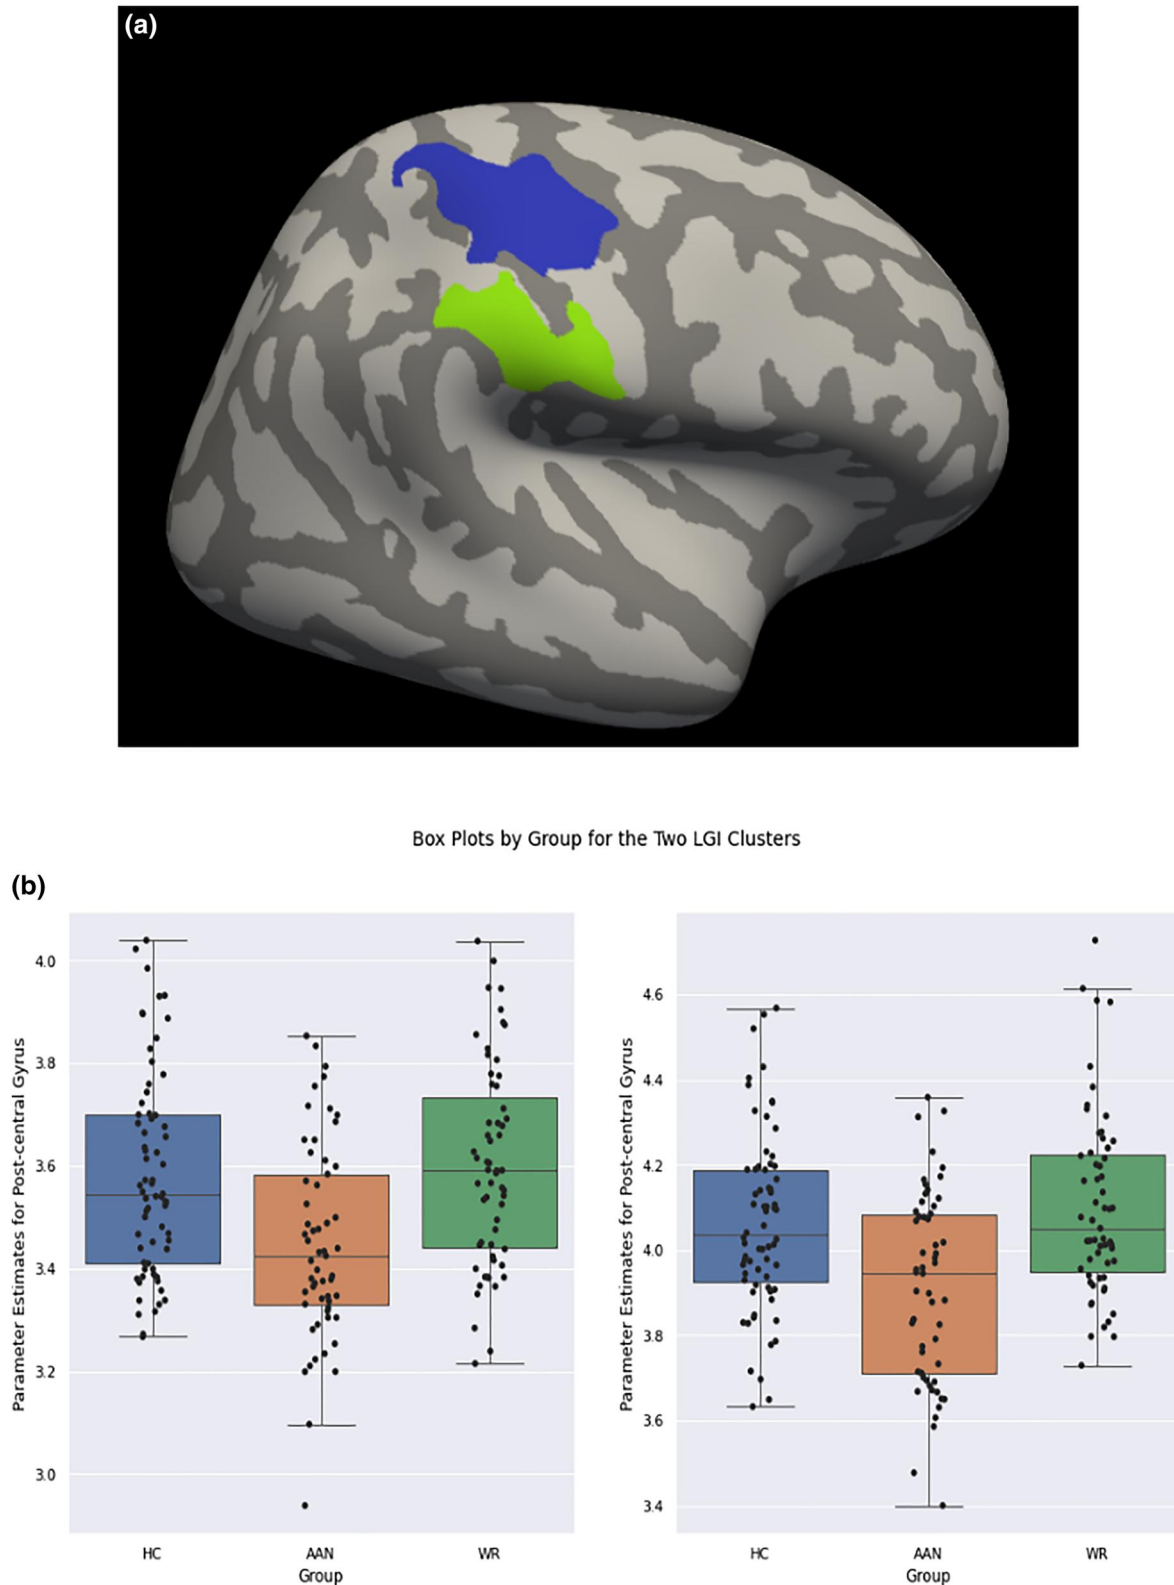 (a)
Box Plots by Group for the Two LGI Clusters
(b)
Parameter Estimates for Post-central Gyrus
4.0
3.8
3.6
3.4
3.2
3.0
HC
AAN
WR
Group
Parameter Estimates for Post-central Gyrus
4.6
4.4
4.2
4.0
3.8
3.6
3.4
HC
AAN
WR
Group